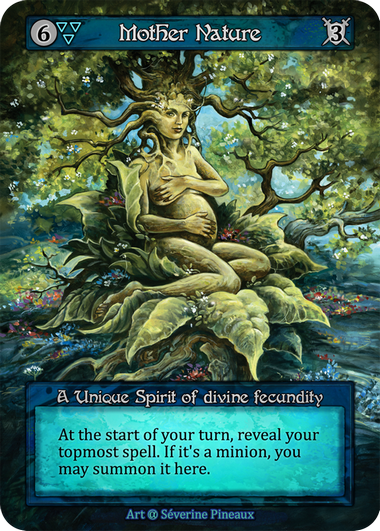 6 Mother Nature 3
A Unique Spirit of divine fecundity
At the start of your turn, reveal your
topmost spell. If it's a minion, you
may summon it here.
Art @ Séverine Pineaux